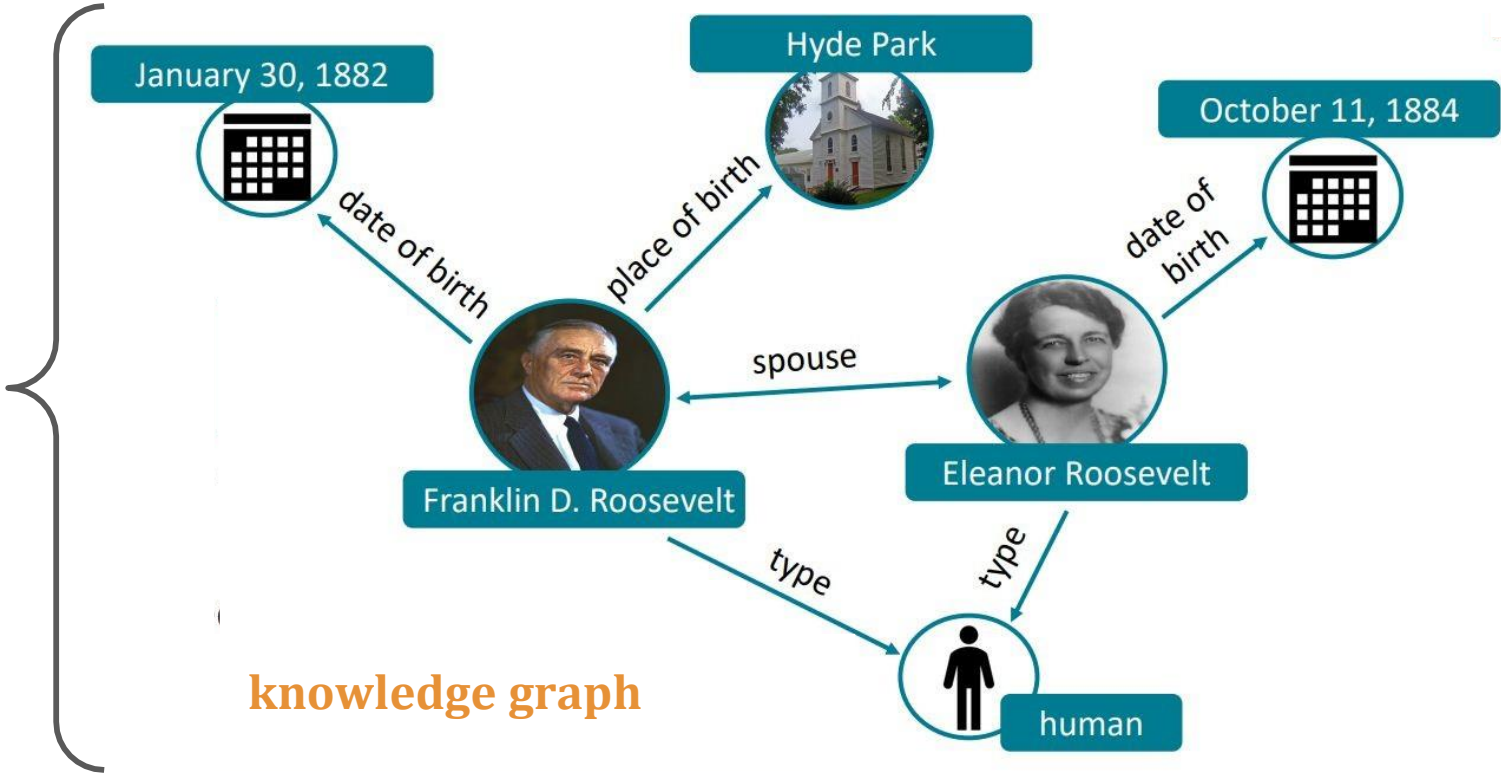 January 30, 1882
Hyde Park
October 11, 1884
date of birth
place of birth
date of
birth
spouse
Franklin D. Roosevelt
Eleanor Roosevelt
type
type
knowledge graph
human